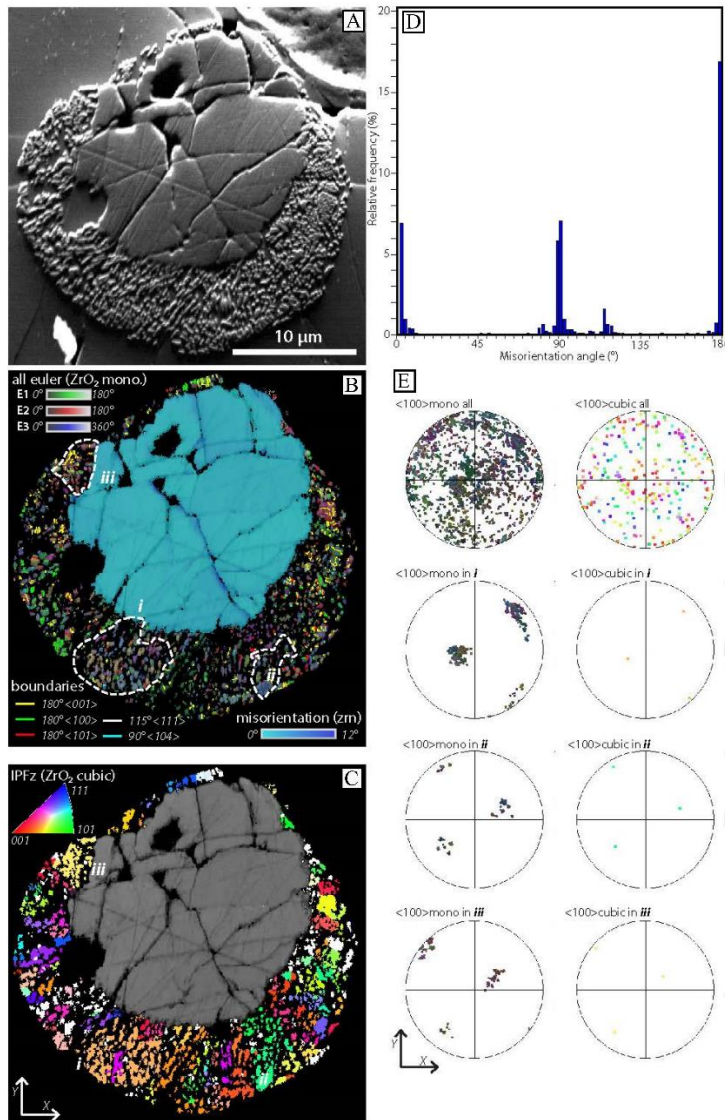 A
10 µm
B
all euler (ZrO₂ mono.)
E1 0° 180°
E2 0° 180°
E3 0° 360°
iii
i
ii
boundaries
180°<001>
180°<100> 115°<111>
180°<101> 90°<104>
misorientation (zrn)
0° 12°
C
IPFz (ZrO₂ cubic)
111
001 101
iii
i
ii
Y
X
D
Relative frequency (%)
20
15
10
5
0
0 45 90 135 180
Misorientation angle (°)
E
<100>mono all <100>cubic all
<100>mono in i <100>cubic in i
<100>mono in ii <100>cubic in ii
<100>mono in iii <100>cubic in iii
Y
X